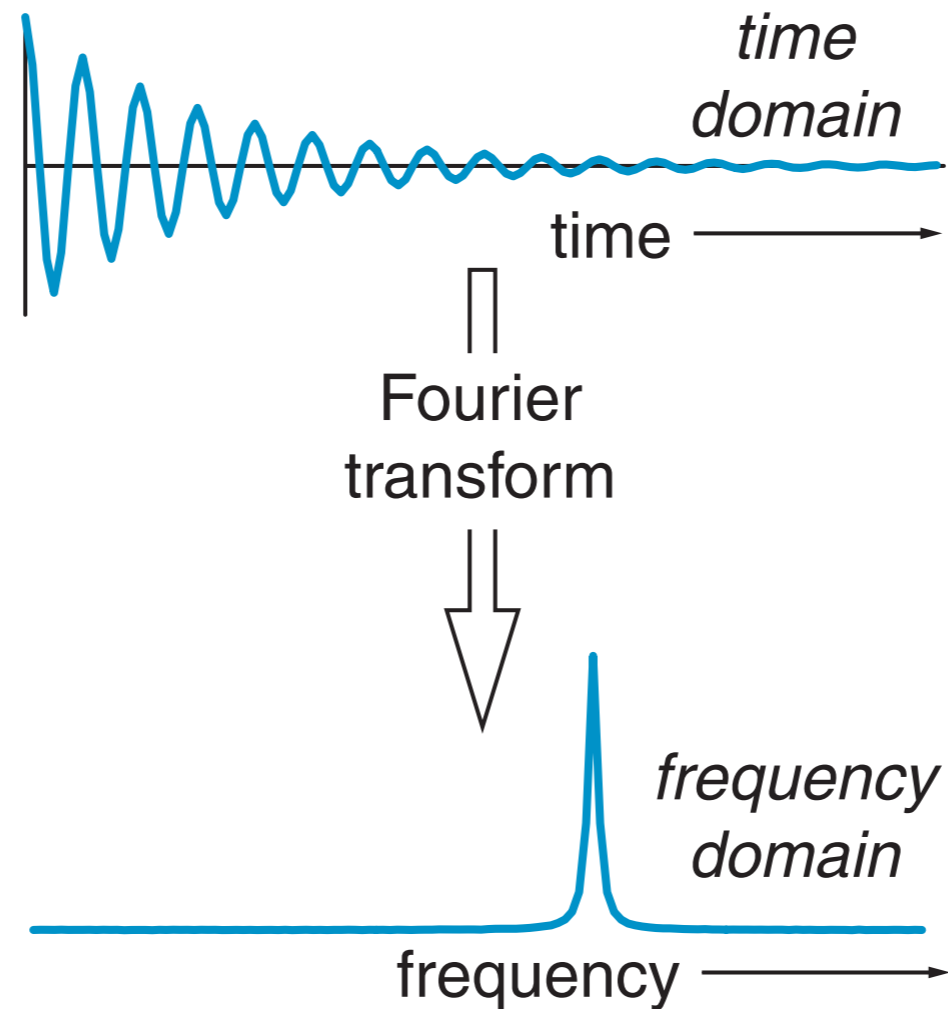 time
domain
time
Fourier
transform
frequency
domain
frequency